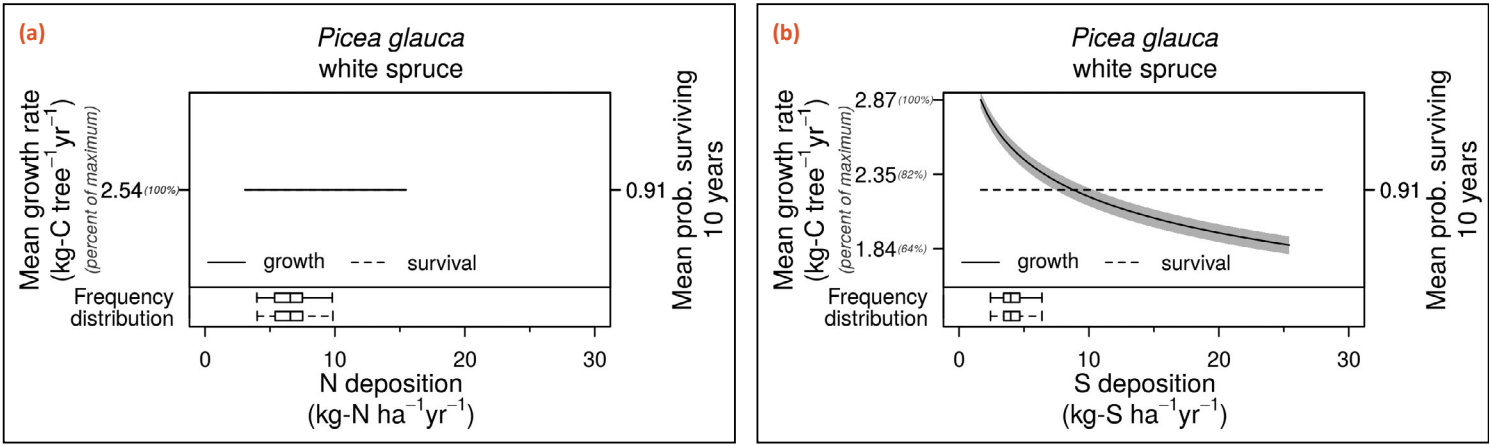 (a)
Picea glauca
white spruce
Mean growth rate
(kg-C tree⁻¹yr⁻¹)
(percent of maximum)
2.54(100%)
0.91
Mean prob. surviving
10 years
growth
survival
Frequency
distribution
0
10
20
30
N deposition
(kg-N ha⁻¹yr⁻¹)
(b)
Picea glauca
white spruce
Mean growth rate
(kg-C tree⁻¹yr⁻¹)
(percent of maximum)
2.87(100%)
2.35(82%)
1.84(64%)
0.91
Mean prob. surviving
10 years
growth
survival
Frequency
distribution
0
10
20
30
S deposition
(kg-S ha⁻¹yr⁻¹)